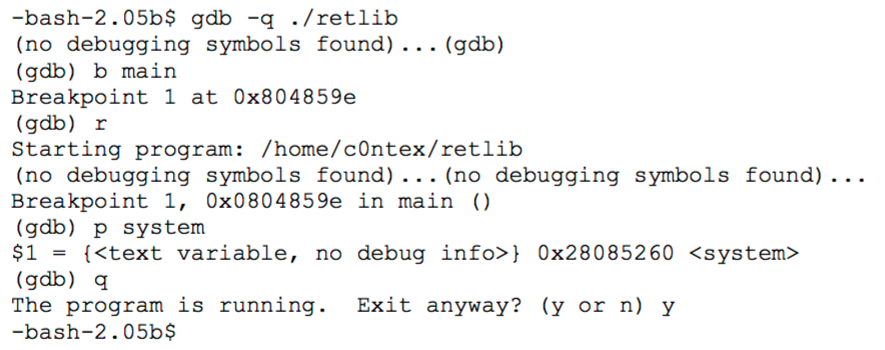 -bash-2.05b$ gdb -q ./retlib
(no debugging symbols found)...(gdb)
(gdb) b main
Breakpoint 1 at 0x804859e
(gdb) r
Starting program: /home/c0ntex/retlib
(no debugging symbols found)...(no debugging symbols found)...
Breakpoint 1, 0x0804859e in main ()
(gdb) p system
$1 = {<text variable, no debug info>} 0x28085260 <system>
(gdb) q
The program is running.  Exit anyway? (y or n) y
-bash-2.05b$